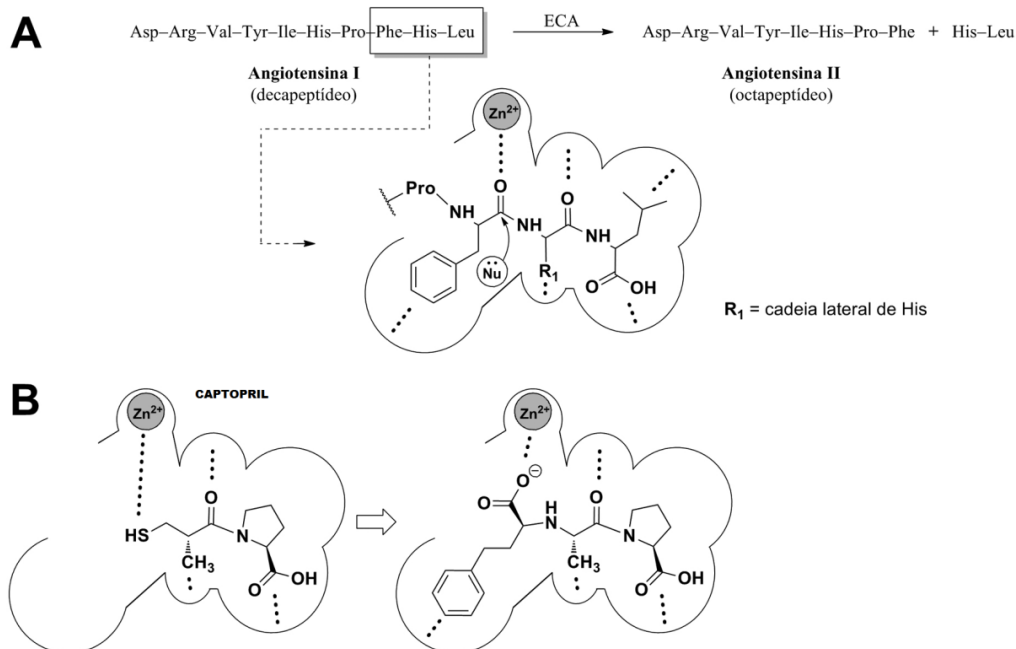 A
Asp–Arg–Val–Tyr–Ile–His–Pro–Phe–His–Leu
ECA
Asp–Arg–Val–Tyr–Ile–His–Pro–Phe + His–Leu
Angiotensina I
(decapeptídeo)
Angiotensina II
(octapeptídeo)
Zn2+
Pro
NH
O
NH
O
NH
Nu
R1
O
OH
R1 = cadeia lateral de His
B
CAPTOPRIL
Zn2+
HS
O
N
CH3
O
OH
Zn2+
O
O
H
N
O
N
CH3
O
OH